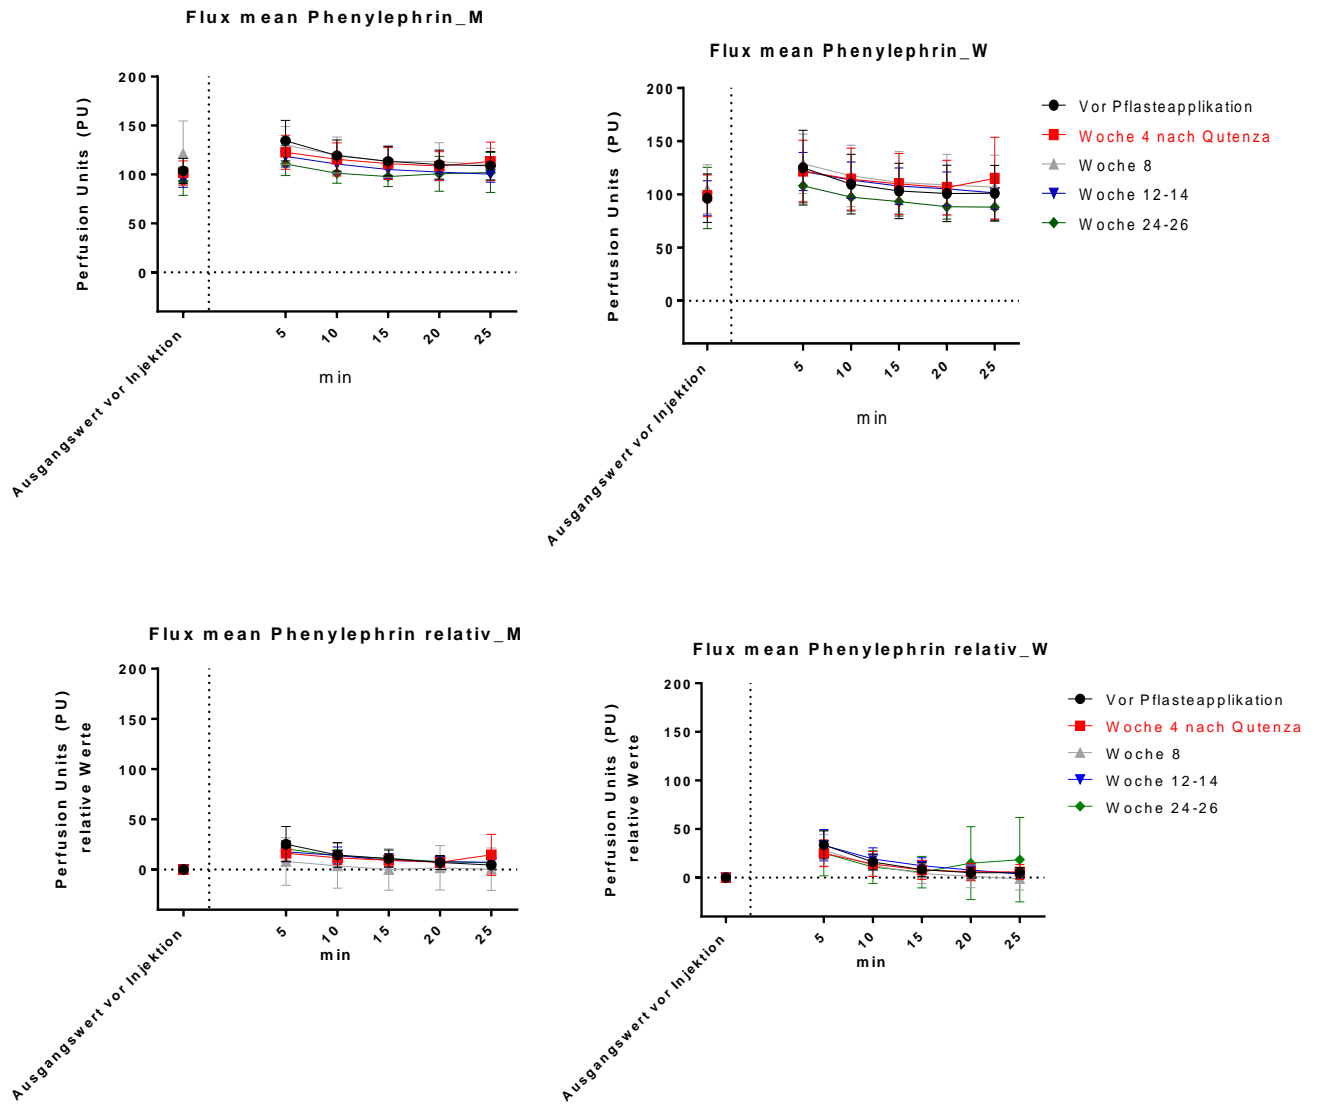 Flux mean Phenylephrin_M
Perfusion Units (PU)
200
150
100
50
0
Ausgangswert vor Injektion
5
10
15
20
25
min
Flux mean Phenylephrin_W
Perfusion Units (PU)
200
150
100
50
0
Ausgangswert vor Injektion
5
10
15
20
25
min
Vor Pflasteapplikation
Woche 4 nach Qutenza
Woche 8
Woche 12-14
Woche 24-26
Flux mean Phenylephrin relativ_M
Perfusion Units (PU)
relative Werte
200
150
100
50
0
Ausgangswert vor Injektion
5
10
15
20
25
min
Flux mean Phenylephrin relativ_W
Perfusion Units (PU)
relative Werte
200
150
100
50
0
Ausgangswert vor Injektion
5
10
15
20
25
min
Vor Pflasteapplikation
Woche 4 nach Qutenza
Woche 8
Woche 12-14
Woche 24-26